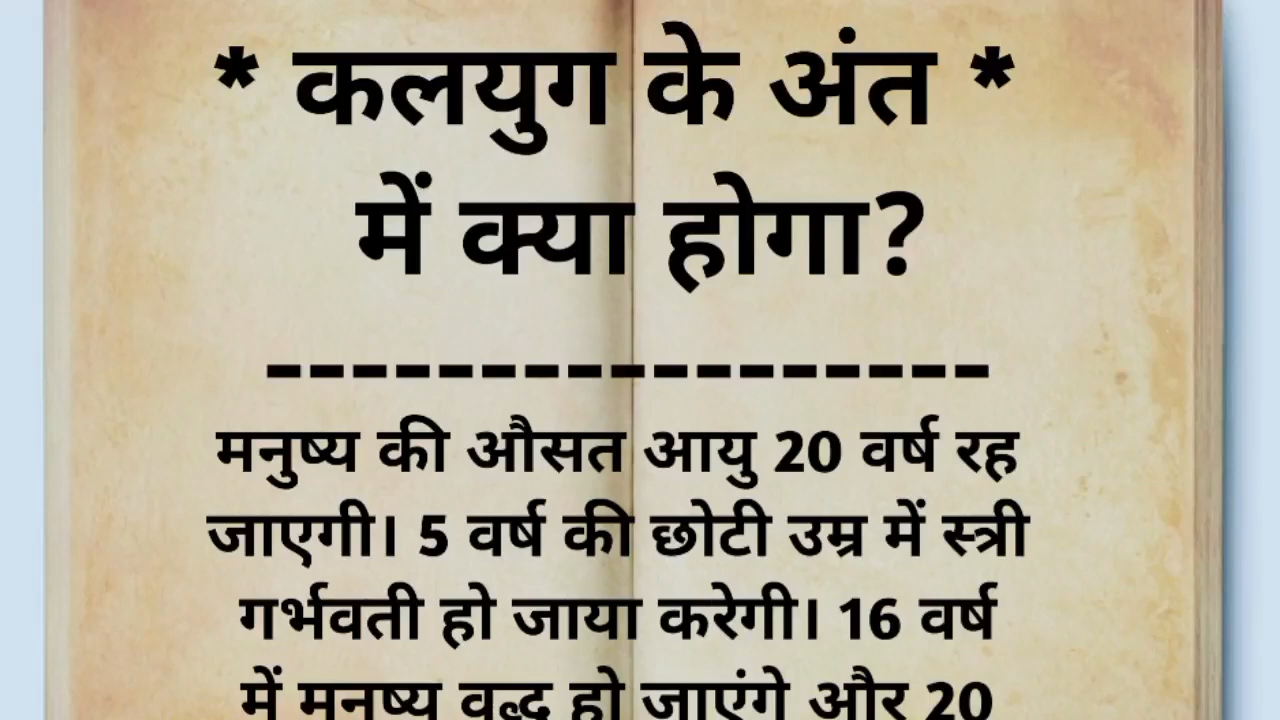 * कलयुग के अंत *
में क्या होगा?
------------------
मनुष्य की औसत आयु 20 वर्ष रह
जाएगी। 5 वर्ष की छोटी उम्र में स्त्री
गर्भवती हो जाया करेगी। 16 वर्ष
में मनुष्य वृद्ध हो जाएंगे और 20